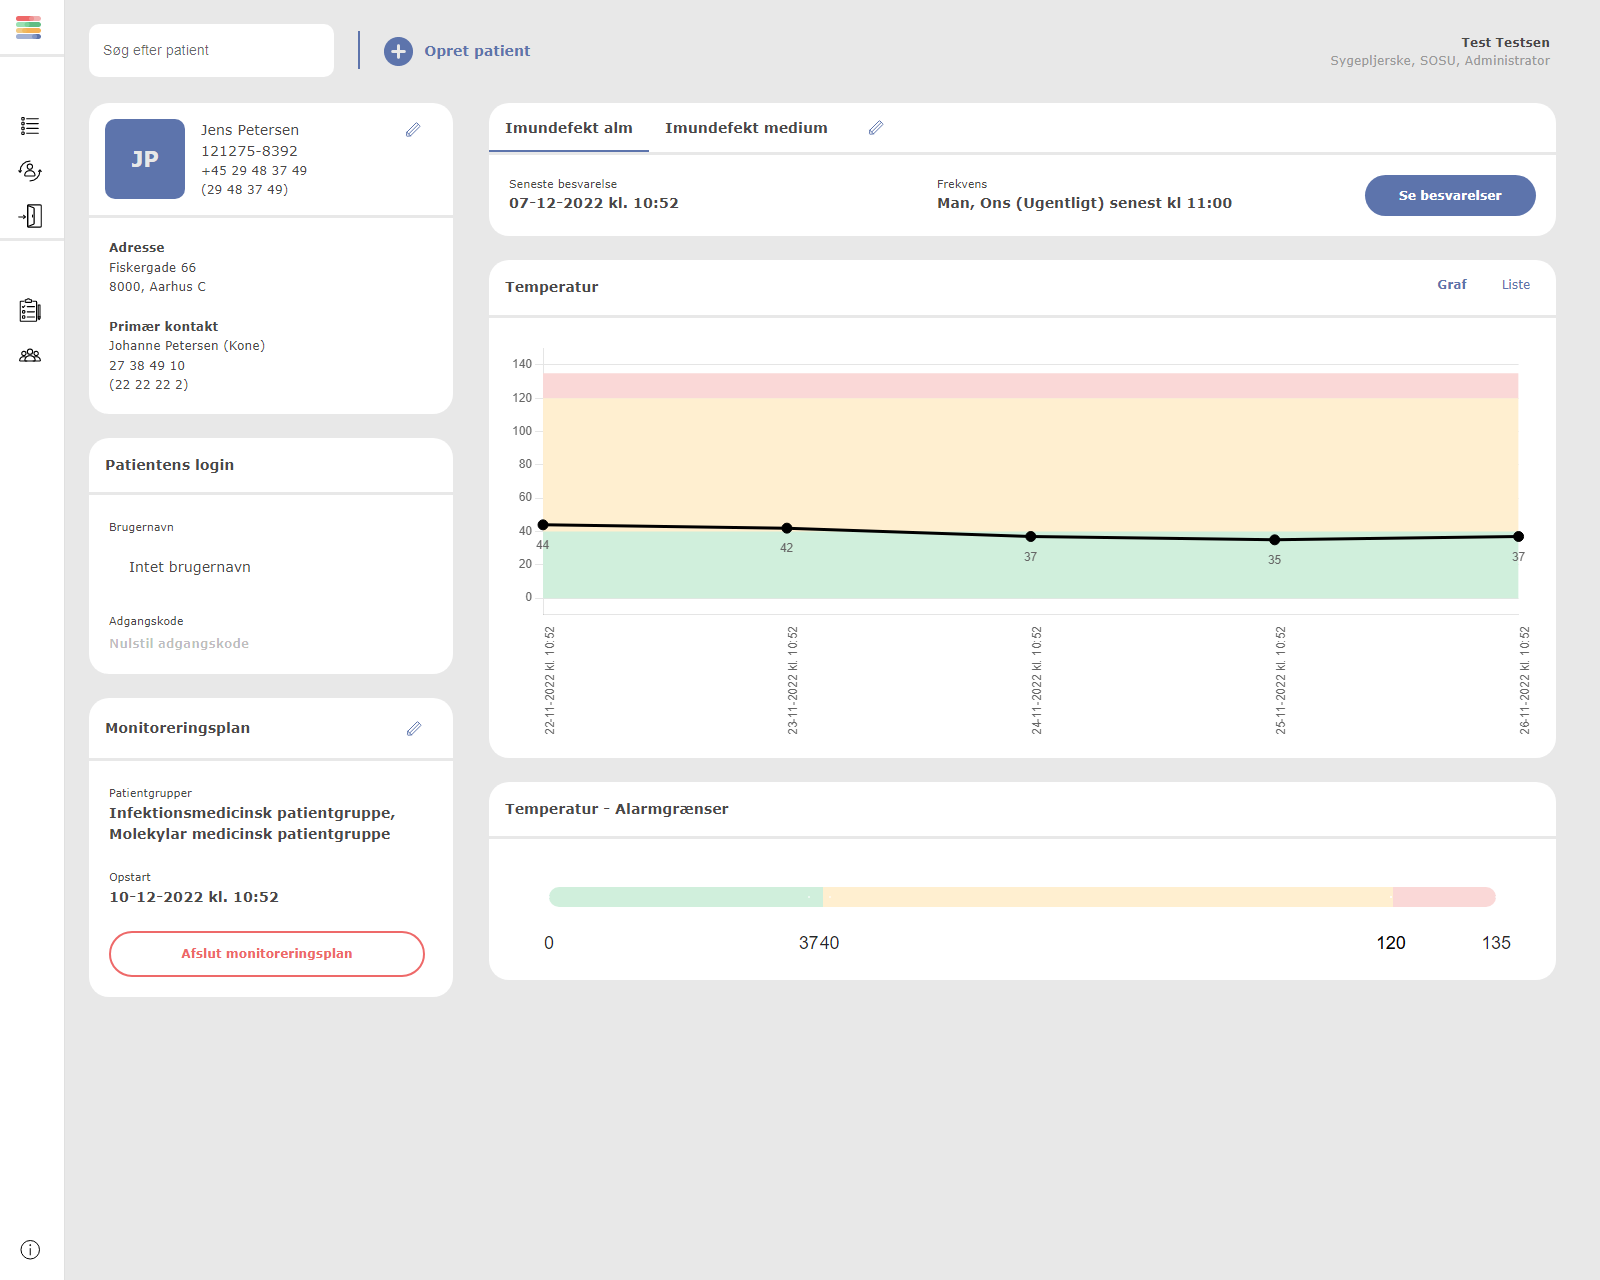 Søg efter patient
Opret patient
Test Testsen
Sygepljerske, SOSU, Administrator
JP
Jens Petersen
121275-8392
+45 29 48 37 49
(29 48 37 49)
Adresse
Fiskergade 66
8000, Aarhus C
Primær kontakt
Johanne Petersen (Kone)
27 38 49 10
(22 22 22 2)
Patientens login
Brugernavn
Intet brugernavn
Adgangskode
Nulstil adgangskode
Monitoreringsplan
Patientgrupper
Infektionsmedicinsk patientgruppe,
Molekylar medicinsk patientgruppe
Opstart
10-12-2022 kl. 10:52
Afslut monitoreringsplan
Imundefekt alm
Imundefekt medium
Seneste besvarelse
07-12-2022 kl. 10:52
Frekvens
Man, Ons (Ugentligt) senest kl 11:00
Se besvarelser
Temperatur
Graf
Liste
140
120
100
80
60
40
20
0
44
42
37
35
37
22-11-2022 kl. 10:52
23-11-2022 kl. 10:52
24-11-2022 kl. 10:52
25-11-2022 kl. 10:52
26-11-2022 kl. 10:52
Temperatur - Alarmgrænser
0
37
40
120
135